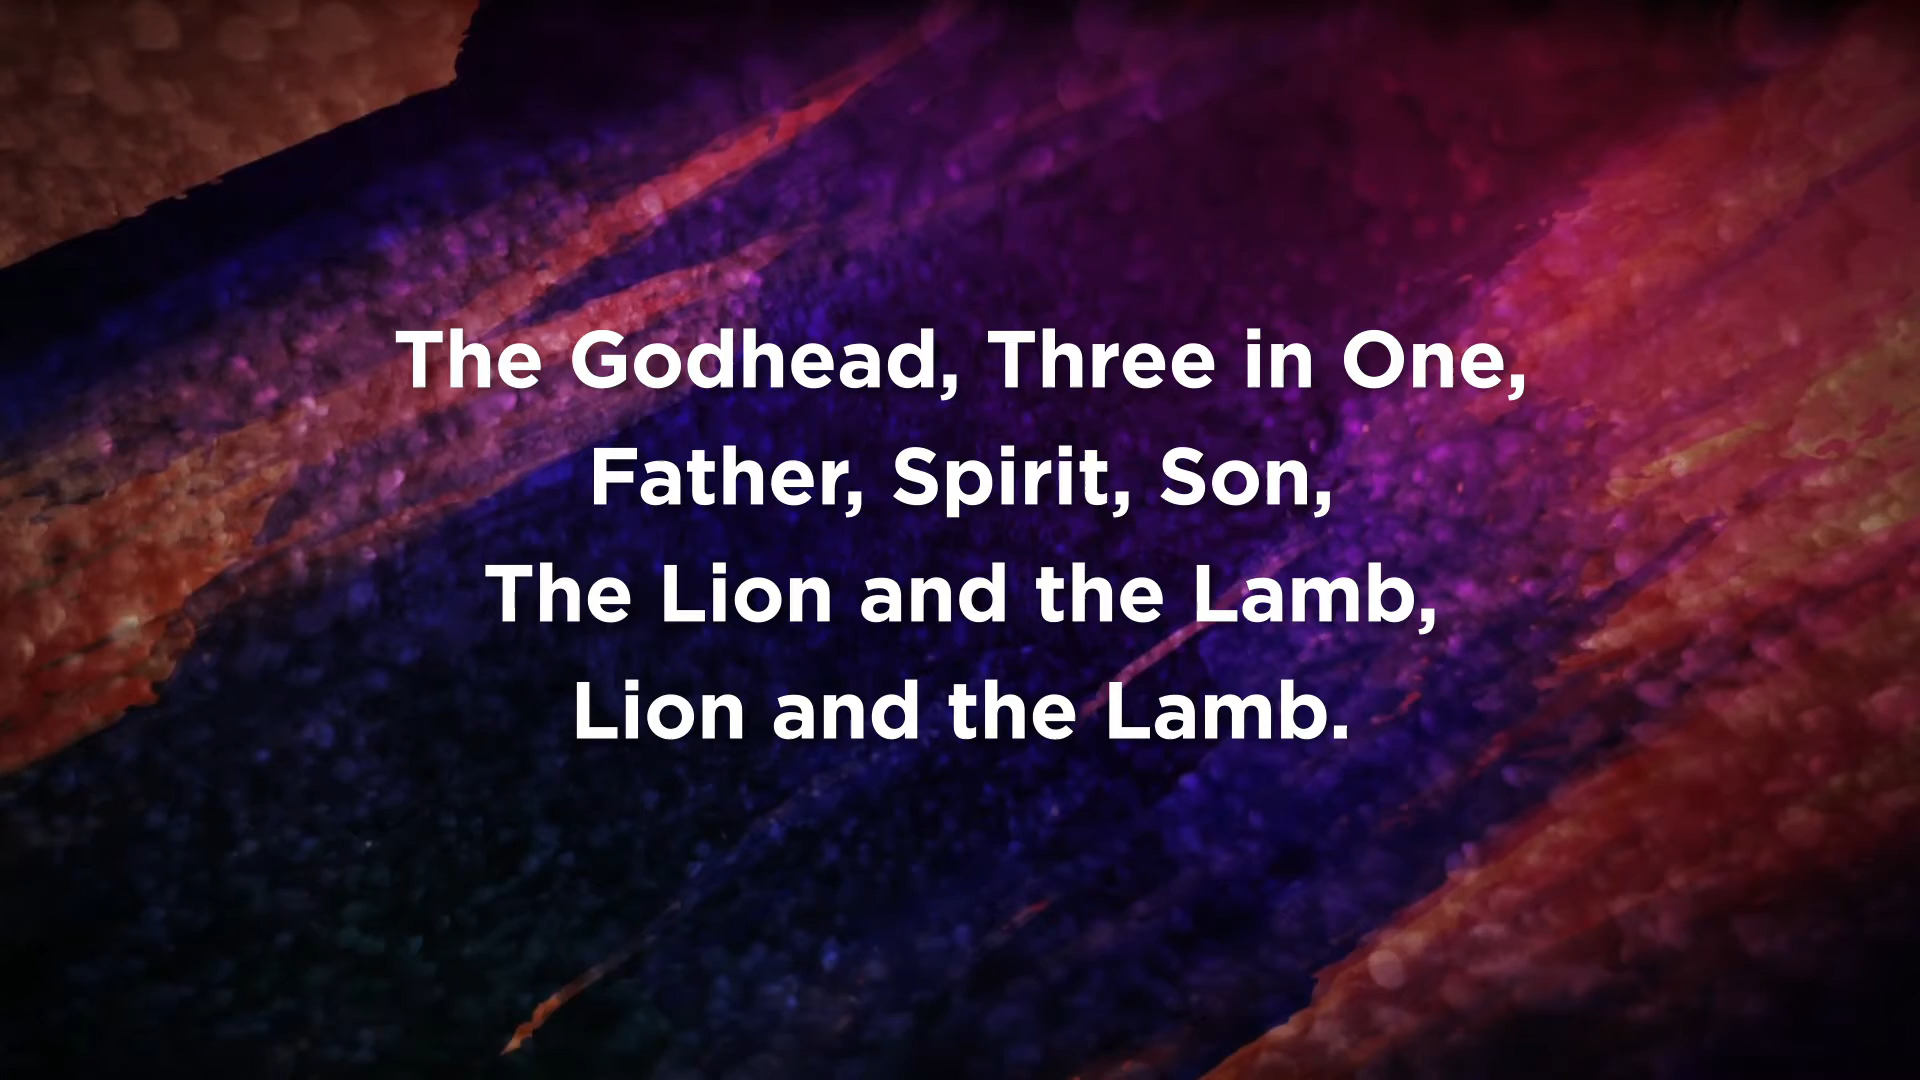 The Godhead, Three in One,
Father, Spirit, Son,
The Lion and the Lamb,
Lion and the Lamb.